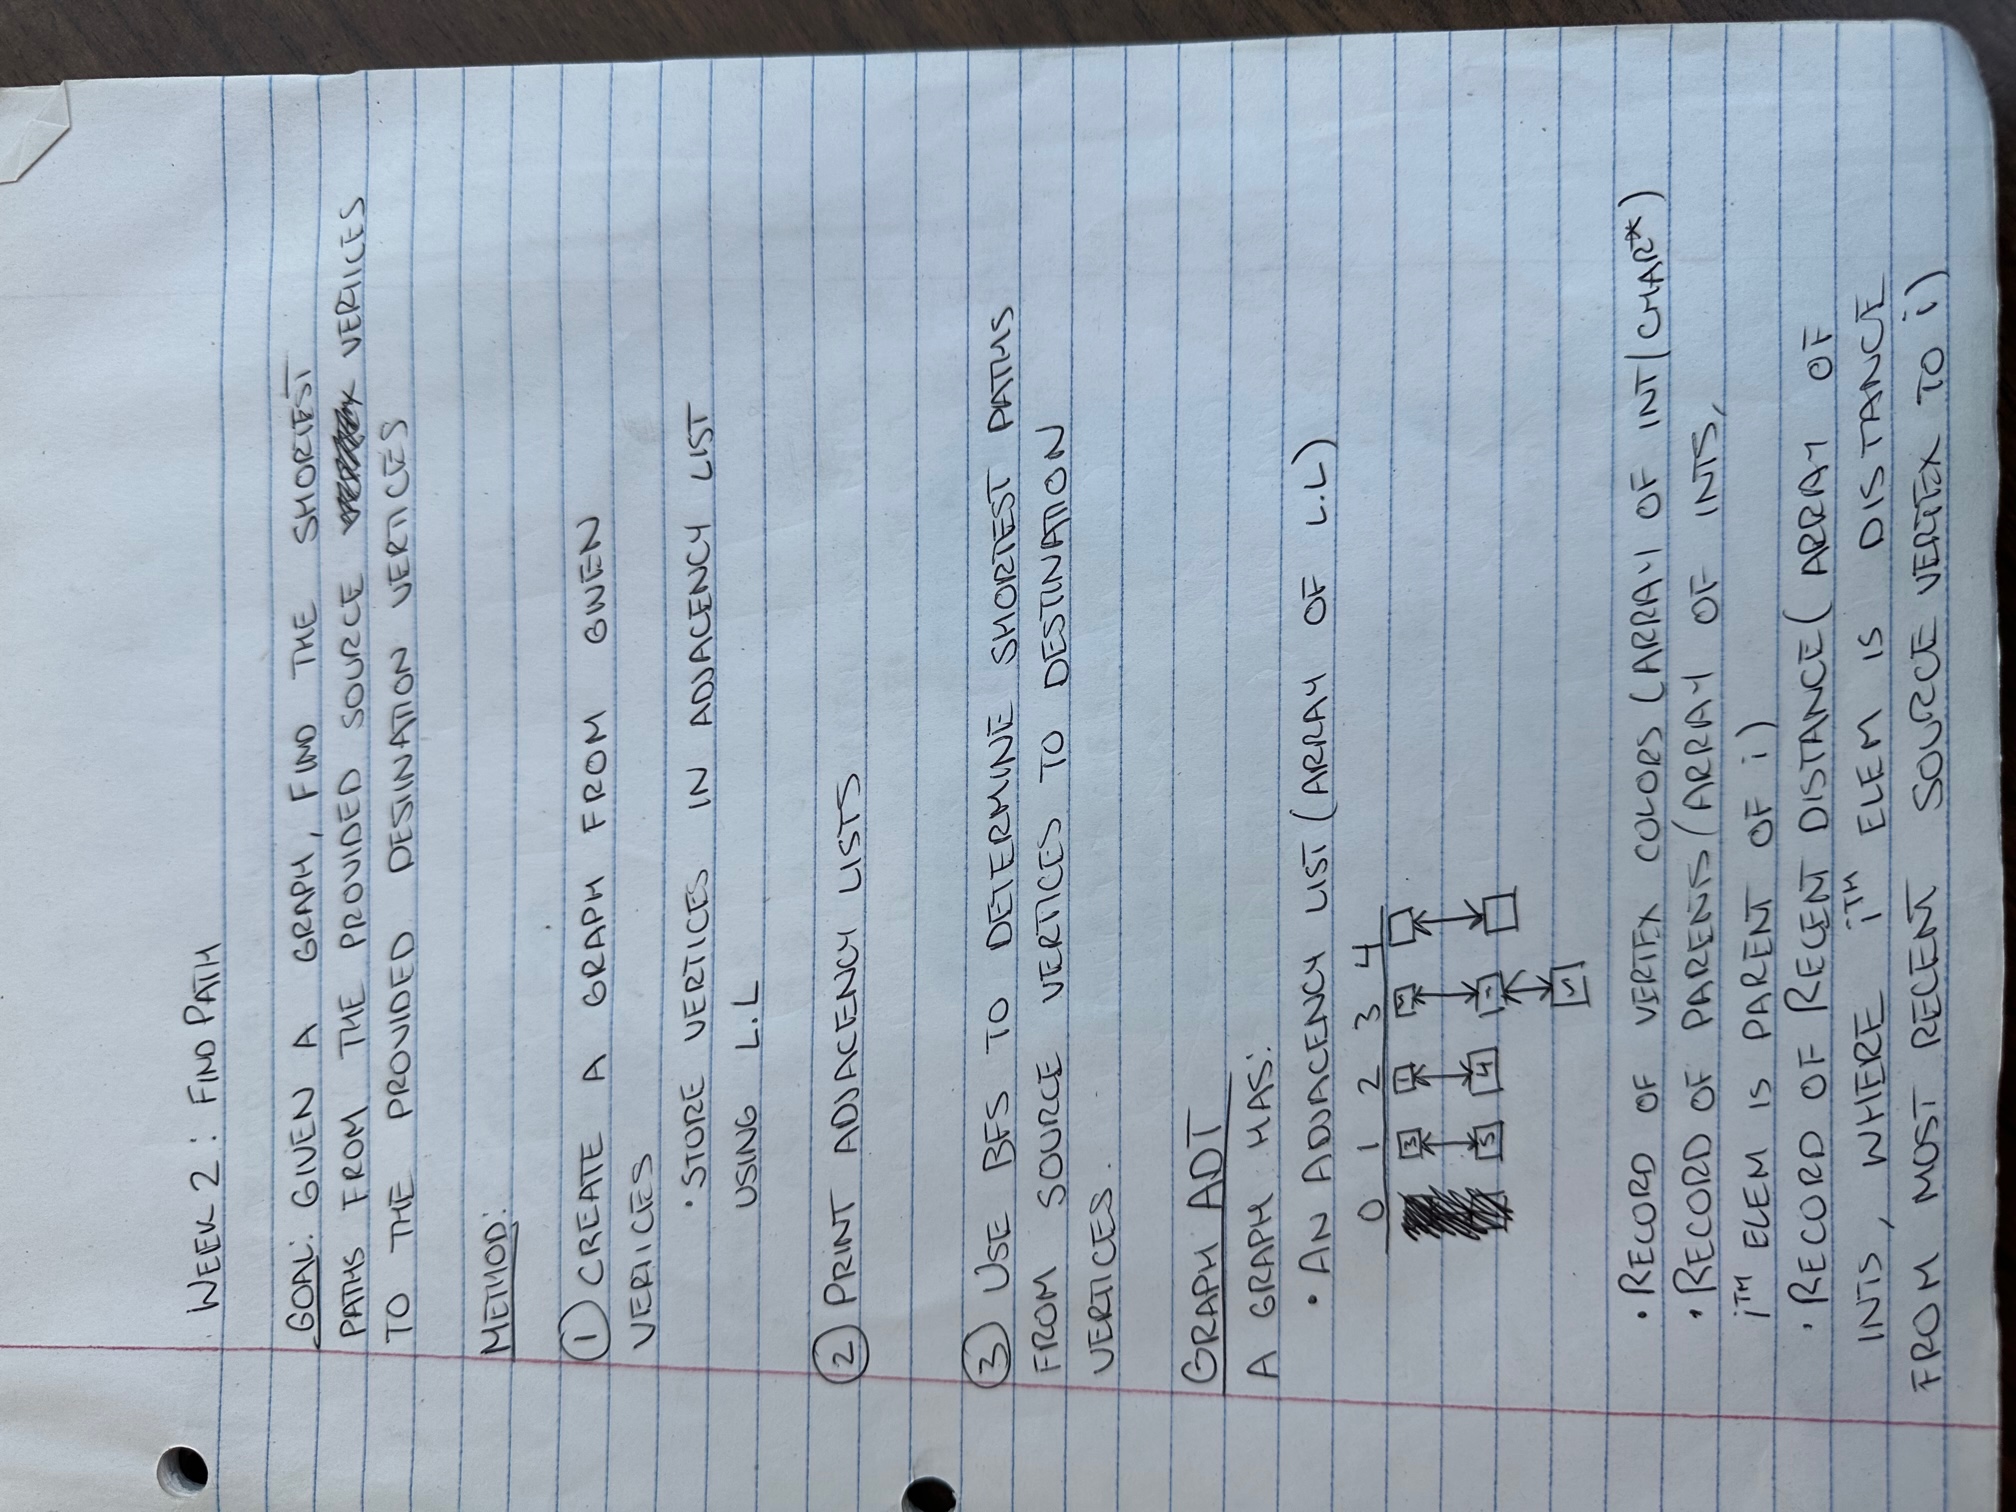 WEEK 2: FIND PATH
GOAL: GIVEN A GRAPH, FIND THE SHORTEST
PATHS FROM THE PROVIDED SOURCE VERTICES
TO THE PROVIDED DESTINATION VERTICES
METHOD:
① CREATE A GRAPH FROM GIVEN
VERTICES
• STORE VERTICES IN ADJACENCY LIST
USING L.L
② PRINT ADJACENCY LISTS
③ USE BFS TO DETERMINE SHORTEST PATHS
FROM SOURCE VERTICES TO DESTINATION
VERTICES.
GRAPH ADT
A GRAPH HAS:
• AN ADJACENCY LIST (ARRAY OF L.L)
0 1 2 3 4
3 1
5 4
• RECORD OF VERTEX COLORS (ARRAY OF INT/CHAR*)
• RECORD OF PARENTS (ARRAY OF INTS,
iTH ELEM IS PARENT OF i)
• RECORD OF RECENT DISTANCE (ARRAY OF
INTS, WHERE iTH ELEM IS DISTANCE
FROM MOST RECENT SOURCE VERTEX TO i)